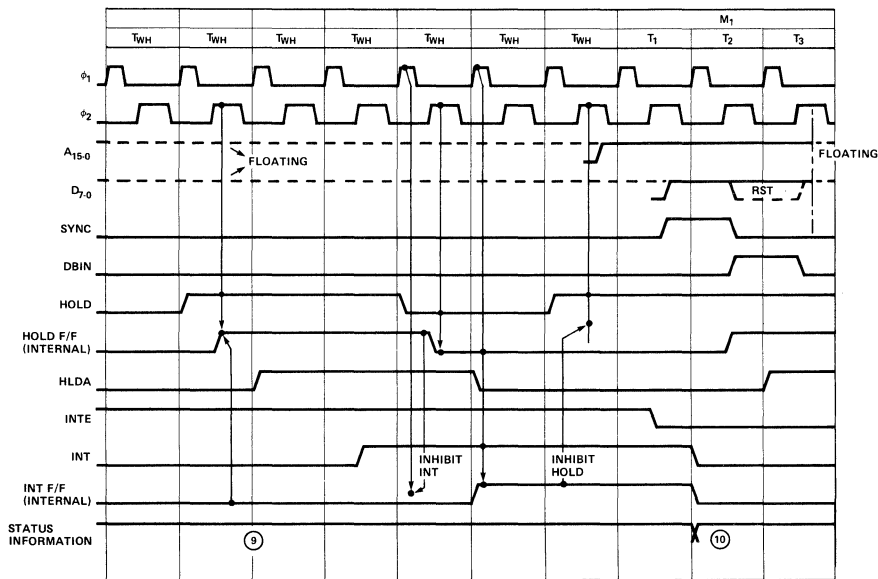 M1
TWH TWH TWH TWH TWH TWH TWH T1 T2 T3
ϕ1
ϕ2
A15-0
FLOATING
FLOATING
D7-0
RST
SYNC
DBIN
HOLD
HOLD F/F
(INTERNAL)
HLDA
INTE
INT
INHIBIT
INT
INHIBIT
HOLD
INT F/F
(INTERNAL)
STATUS
INFORMATION
9
10